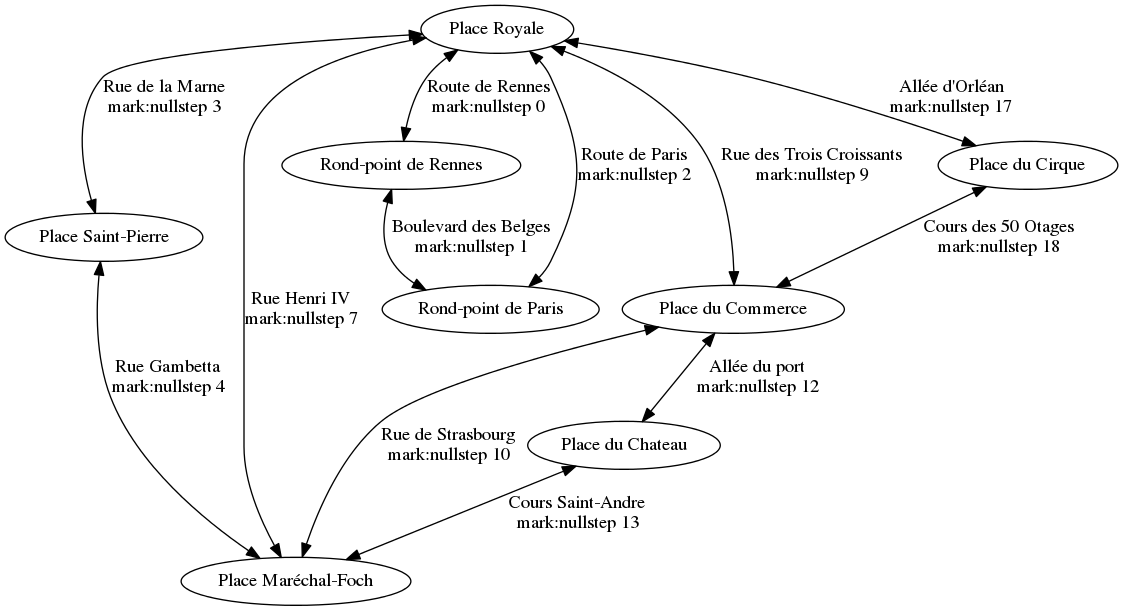 Place Royale
Rue de la Marne
mark:nullstep 3
Route de Rennes
mark:nullstep 0
Allée d'Orléan
mark:nullstep 17
Rond-point de Rennes
Route de Paris
mark:nullstep 2
Rue des Trois Croissants
mark:nullstep 9
Place du Cirque
Place Saint-Pierre
Boulevard des Belges
mark:nullstep 1
Cours des 50 Otages
mark:nullstep 18
Rue Henri IV
mark:nullstep 7
Rond-point de Paris
Place du Commerce
Rue Gambetta
mark:nullstep 4
Allée du port
mark:nullstep 12
Rue de Strasbourg
mark:nullstep 10
Place du Chateau
Cours Saint-Andre
mark:nullstep 13
Place Maréchal-Foch